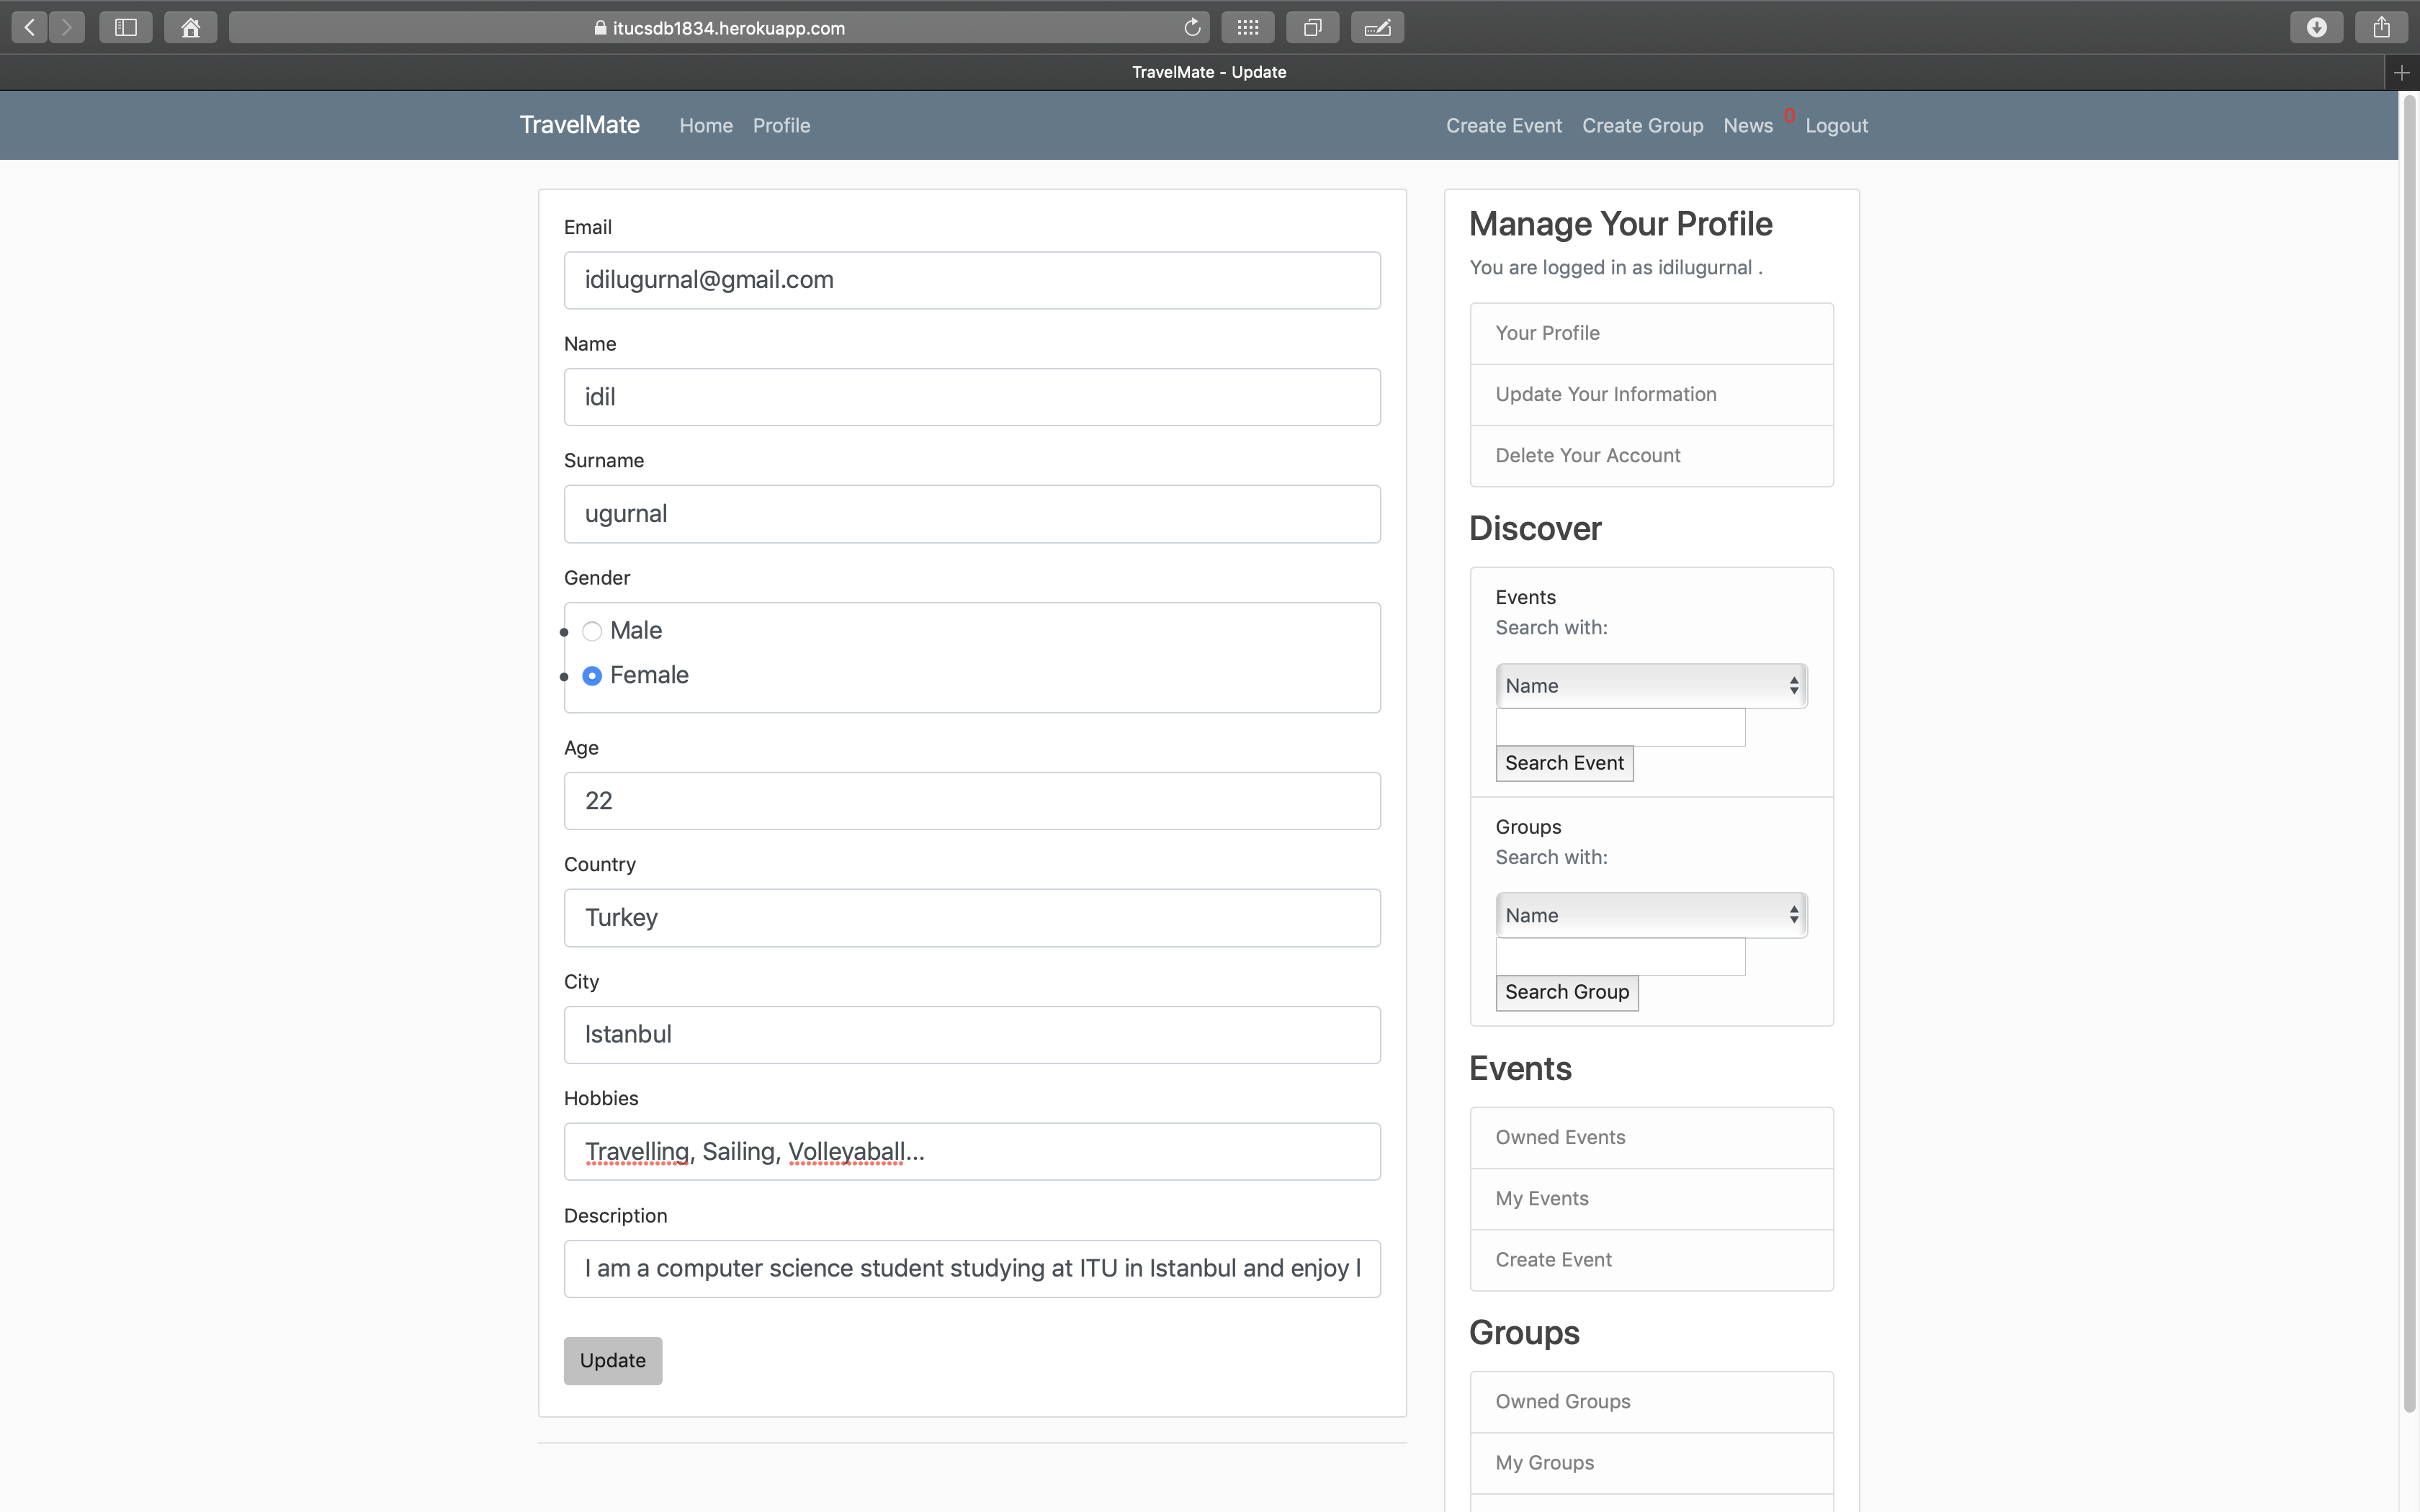 itucsdb1834.herokuapp.com
TravelMate - Update
TravelMate Home Profile Create Event Create Group News 0 Logout
Email
idilugurnal@gmail.com
Name
idil
Surname
ugurnal
Gender
Male
Female
Age
22
Country
Turkey
City
Istanbul
Hobbies
Travelling, Sailing, Volleyaball...
Description
I am a computer science student studying at ITU in Istanbul and enjoy l
Update
Manage Your Profile
You are logged in as idilugurnal .
Your Profile
Update Your Information
Delete Your Account
Discover
Events
Search with:
Name
Search Event
Groups
Search with:
Name
Search Group
Events
Owned Events
My Events
Create Event
Groups
Owned Groups
My Groups